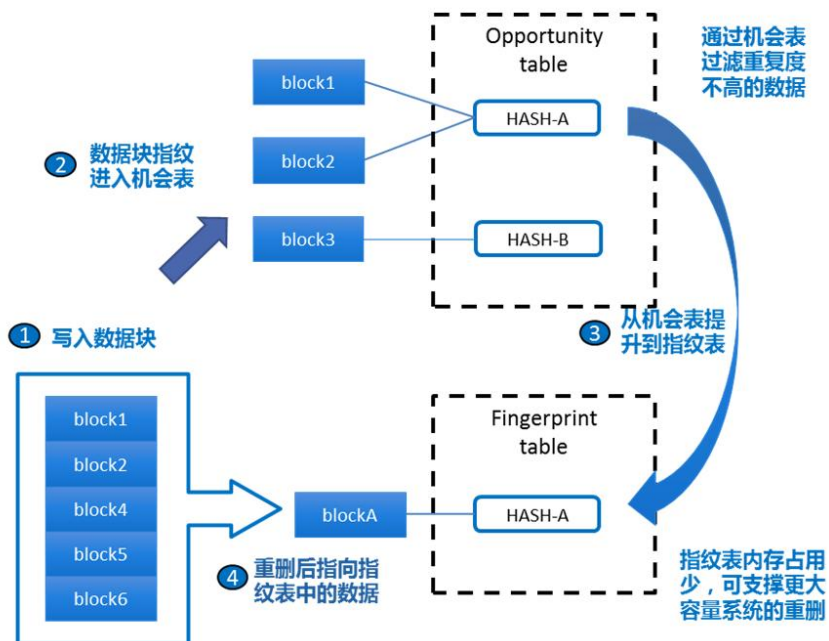 Opportunity
table
通过机会表
过滤重复度
不高的数据
block1
HASH-A
2 数据块指纹
进入机会表
block2
block3
HASH-B
1 写入数据块
3 从机会表提
升到指纹表
block1
block2
block4
block5
block6
Fingerprint
table
blockA
HASH-A
4 重删后指向指
纹表中的数据
指纹表内存占用
少，可支撑更大
容量系统的重删